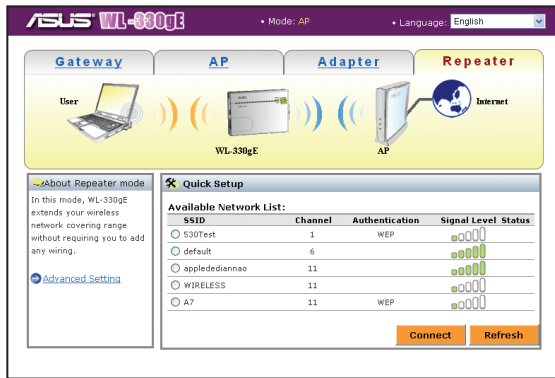 ASUS WL-330gE
• Mode: AP
• Language: English
Gateway
AP
Adapter
Repeater
User
WL-330gE
AP
Internet
About Repeater mode
In this mode, WL-330gE
extends your wireless
network covering range
without requiring you to add
any wiring.
Advanced Setting
Quick Setup
Available Network List:
SSID Channel Authentication Signal Level Status
530Test 1 WEP
default 6
appledediannao 11
WIRELESS 11
A7 11 WEP
Connect Refresh